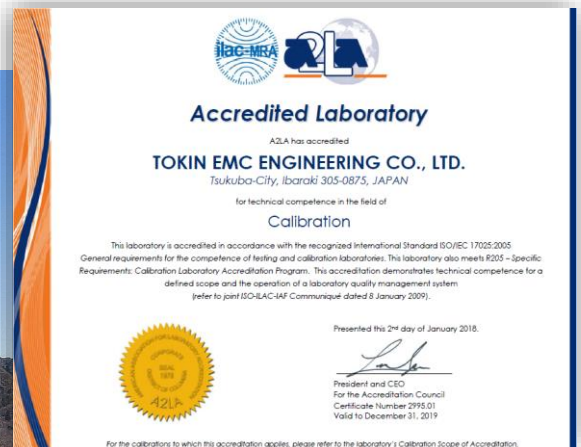 ilac-MRA
A2LA
Accredited Laboratory
A2LA has accredited
TOKIN EMC ENGINEERING CO., LTD.
Tsukuba-City, Ibaraki 305-0875, JAPAN
for technical competence in the field of
Calibration
This laboratory is accredited in accordance with the recognized International Standard ISO/IEC 17025:2005
General requirements for the competence of testing and calibration laboratories. This laboratory also meets R205 – Specific
Requirements: Calibration Laboratory Accreditation Program. This accreditation demonstrates technical competence for a
defined scope and the operation of a laboratory quality management system
(refer to joint ISO-ILAC-IAF Communiqué dated 8 January 2009).
Presented this 2nd day of January 2018.
President and CEO
For the Accreditation Council
Certificate Number 2995.01
Valid to December 31, 2019
CORPORATE
SEAL
1978
A2LA
For the calibrations to which this accreditation applies, please refer to the laboratory's Calibration Scope of Accreditation.